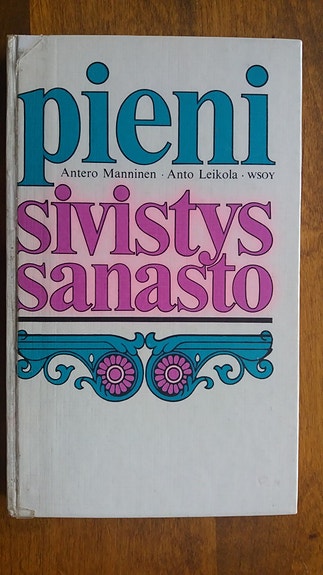 pieni
Antero Manninen · Anto Leikola · WSOY
sivistys
sanasto